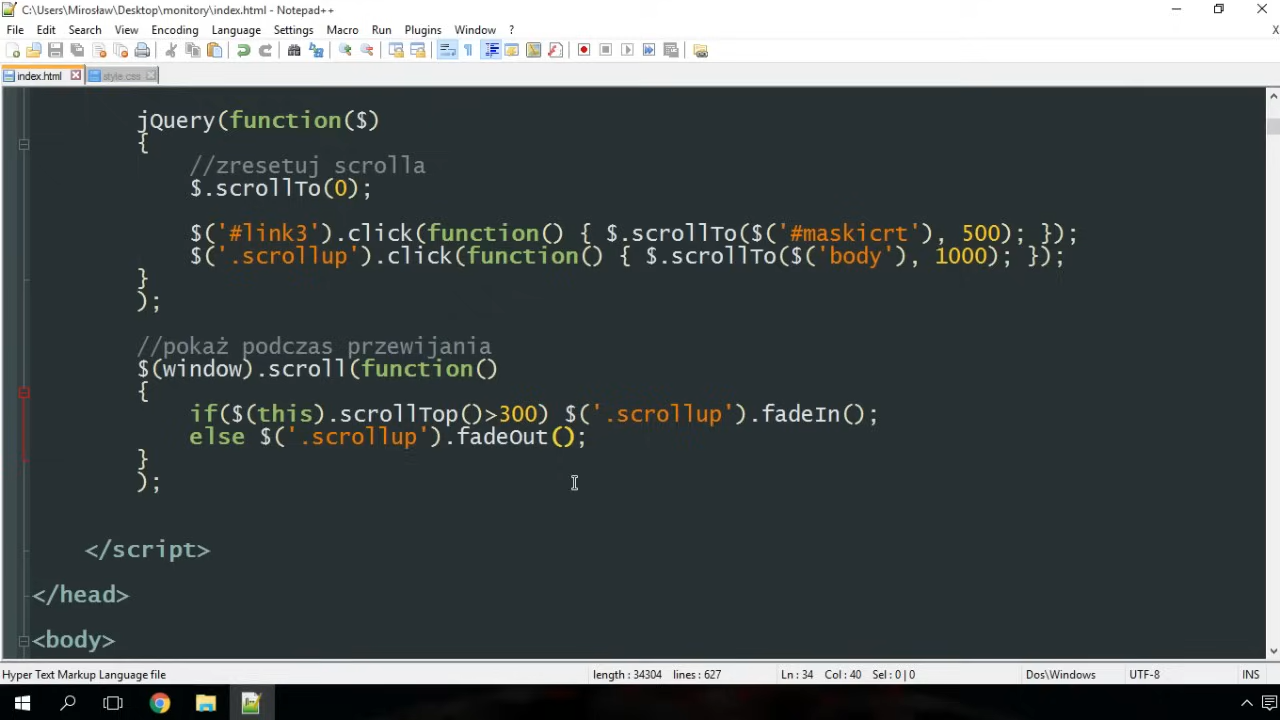 C:\Users\Mirosław\Desktop\monitory\index.html - Notepad++
File Edit Search View Encoding Language Settings Macro Run Plugins Window ? X
index.html style.css
jQuery(function($)
{
//zresetuj scrolla
$.scrollTo(0);
$('#link3').click(function() { $.scrollTo($('#maskicrt'), 500); });
$('.scrollup').click(function() { $.scrollTo($('body'), 1000); });
}
);
//pokaż podczas przewijania
$(window).scroll(function()
{
if($(this).scrollTop()>300) $('.scrollup').fadeIn();
else $('.scrollup').fadeOut();
}
);
</script>
</head>
<body>
Hyper Text Markup Language file length : 34304 lines : 627 Ln : 34 Col : 40 Sel : 0 | 0 Dos\Windows UTF-8 INS